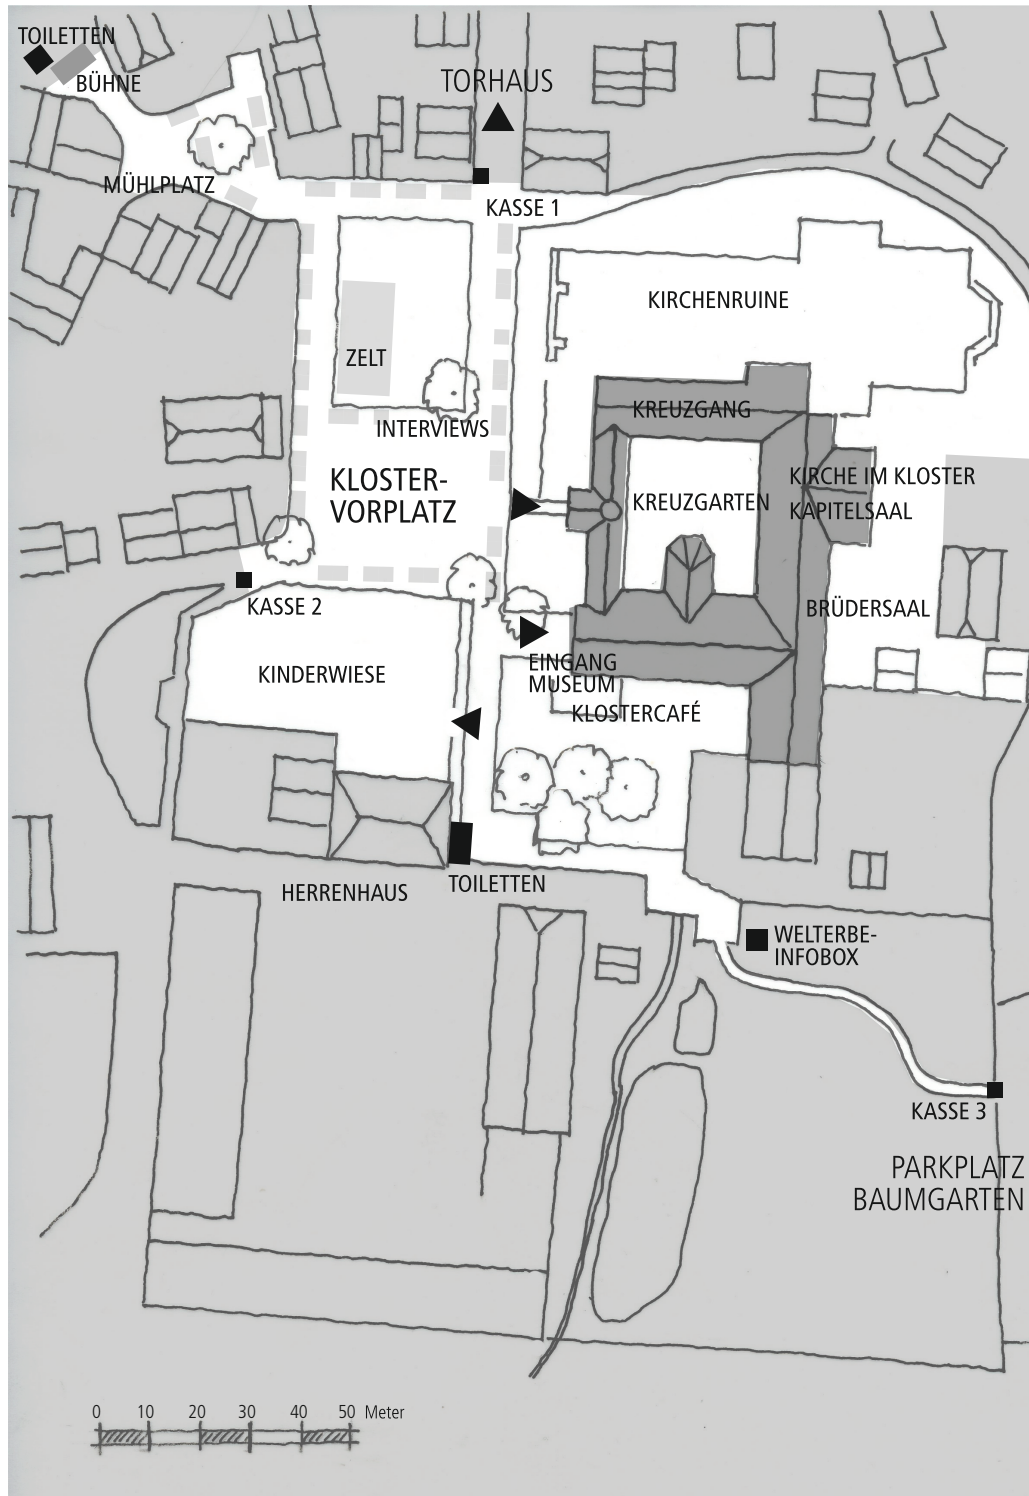 TOILETTEN
BÜHNE
TORHAUS
MÜHLPLATZ
KASSE 1
KIRCHENRUINE
ZELT
KREUZGANG
INTERVIEWS
KLOSTER-
VORPLATZ
KREUZGARTEN
KIRCHE IM KLOSTER
KAPITELSAAL
KASSE 2
BRÜDERSAAL
KINDERWIESE
EINGANG
MUSEUM
KLOSTERCAFÉ
HERRENHAUS
TOILETTEN
WELTERBE-
INFOBOX
KASSE 3
PARKPLATZ
BAUMGARTEN
0 10 20 30 40 50 Meter